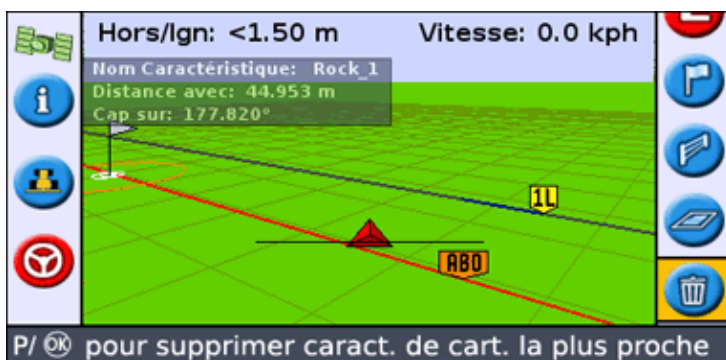 Hors/lgn: <1.50 m Vitesse: 0.0 kph
Nom Caractéristique: Rock_1
Distance avec: 44.953 m
Cap sur: 177.820°
1L
AB0
P/ OK pour supprimer caract. de cart. la plus proche